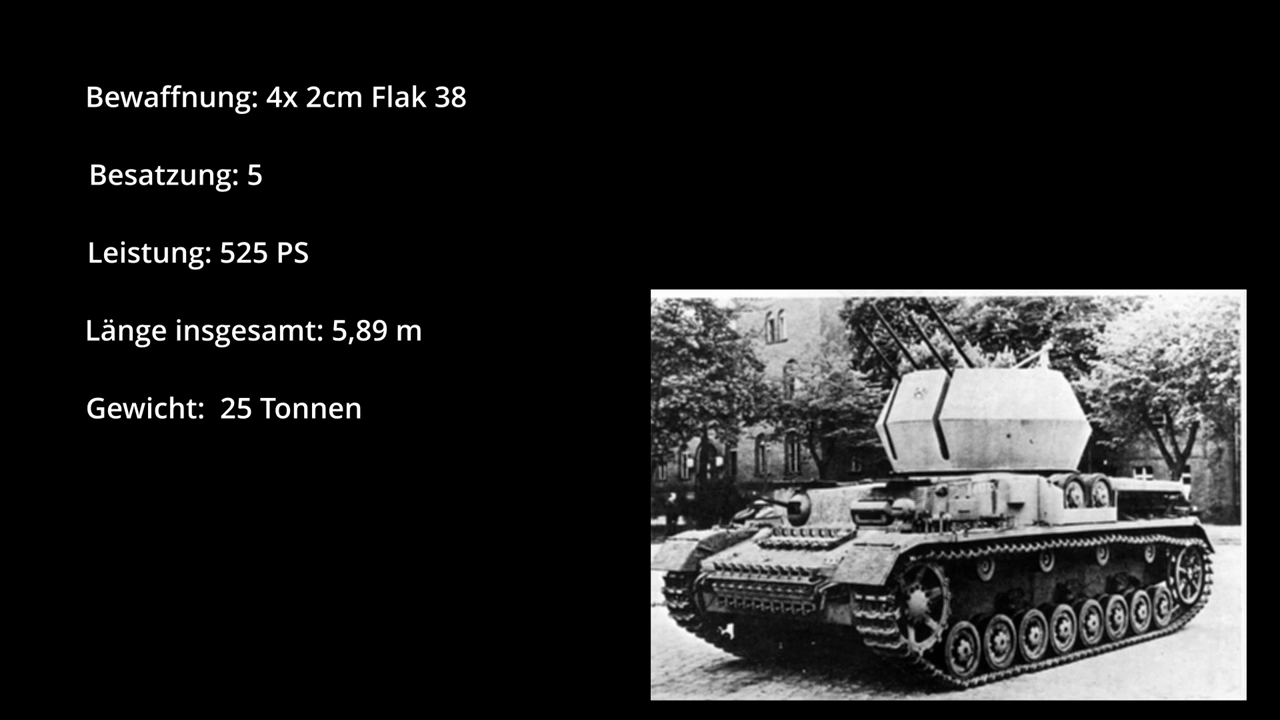 Bewaffnung: 4x 2cm Flak 38
Besatzung: 5
Leistung: 525 PS
Länge insgesamt: 5,89 m
Gewicht: 25 Tonnen